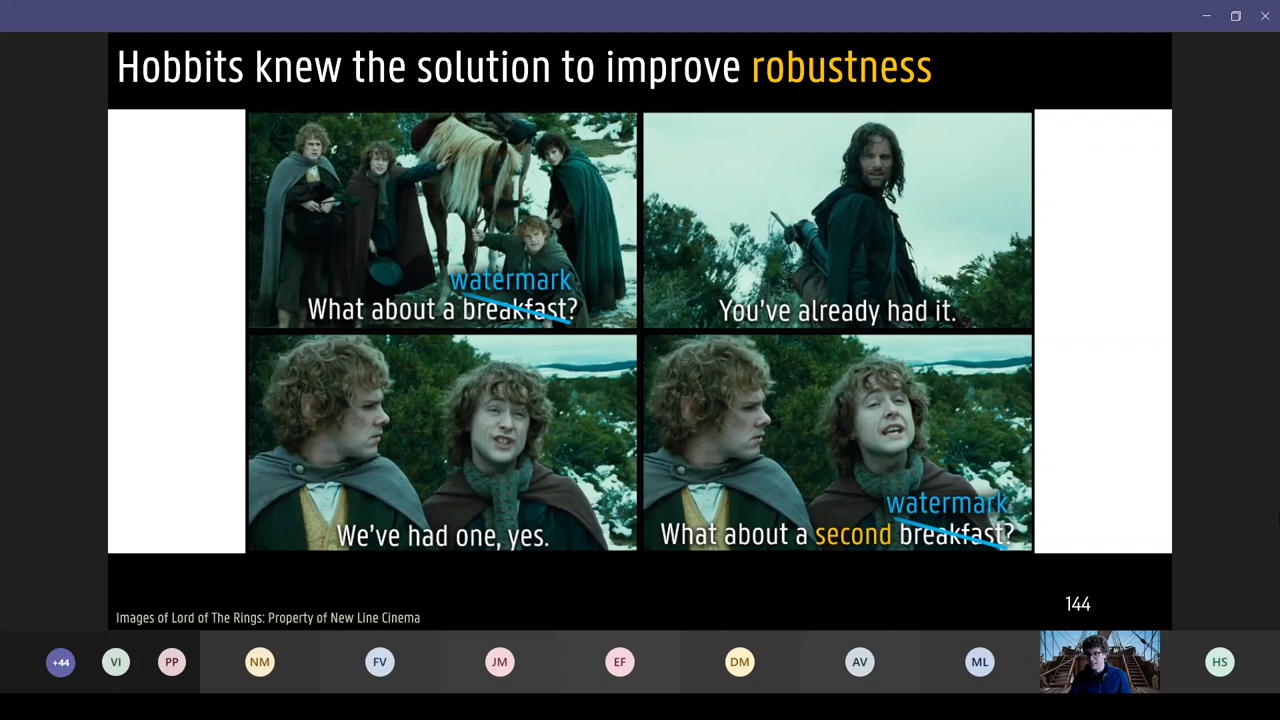 Hobbits knew the solution to improve robustness
watermark
What about a breakfast?
You've already had it.
We've had one, yes.
watermark
What about a second breakfast?
144
Images of Lord of The Rings: Property of New Line Cinema
+44
VI
PP
NM
FV
JM
EF
DM
AV
ML
HS